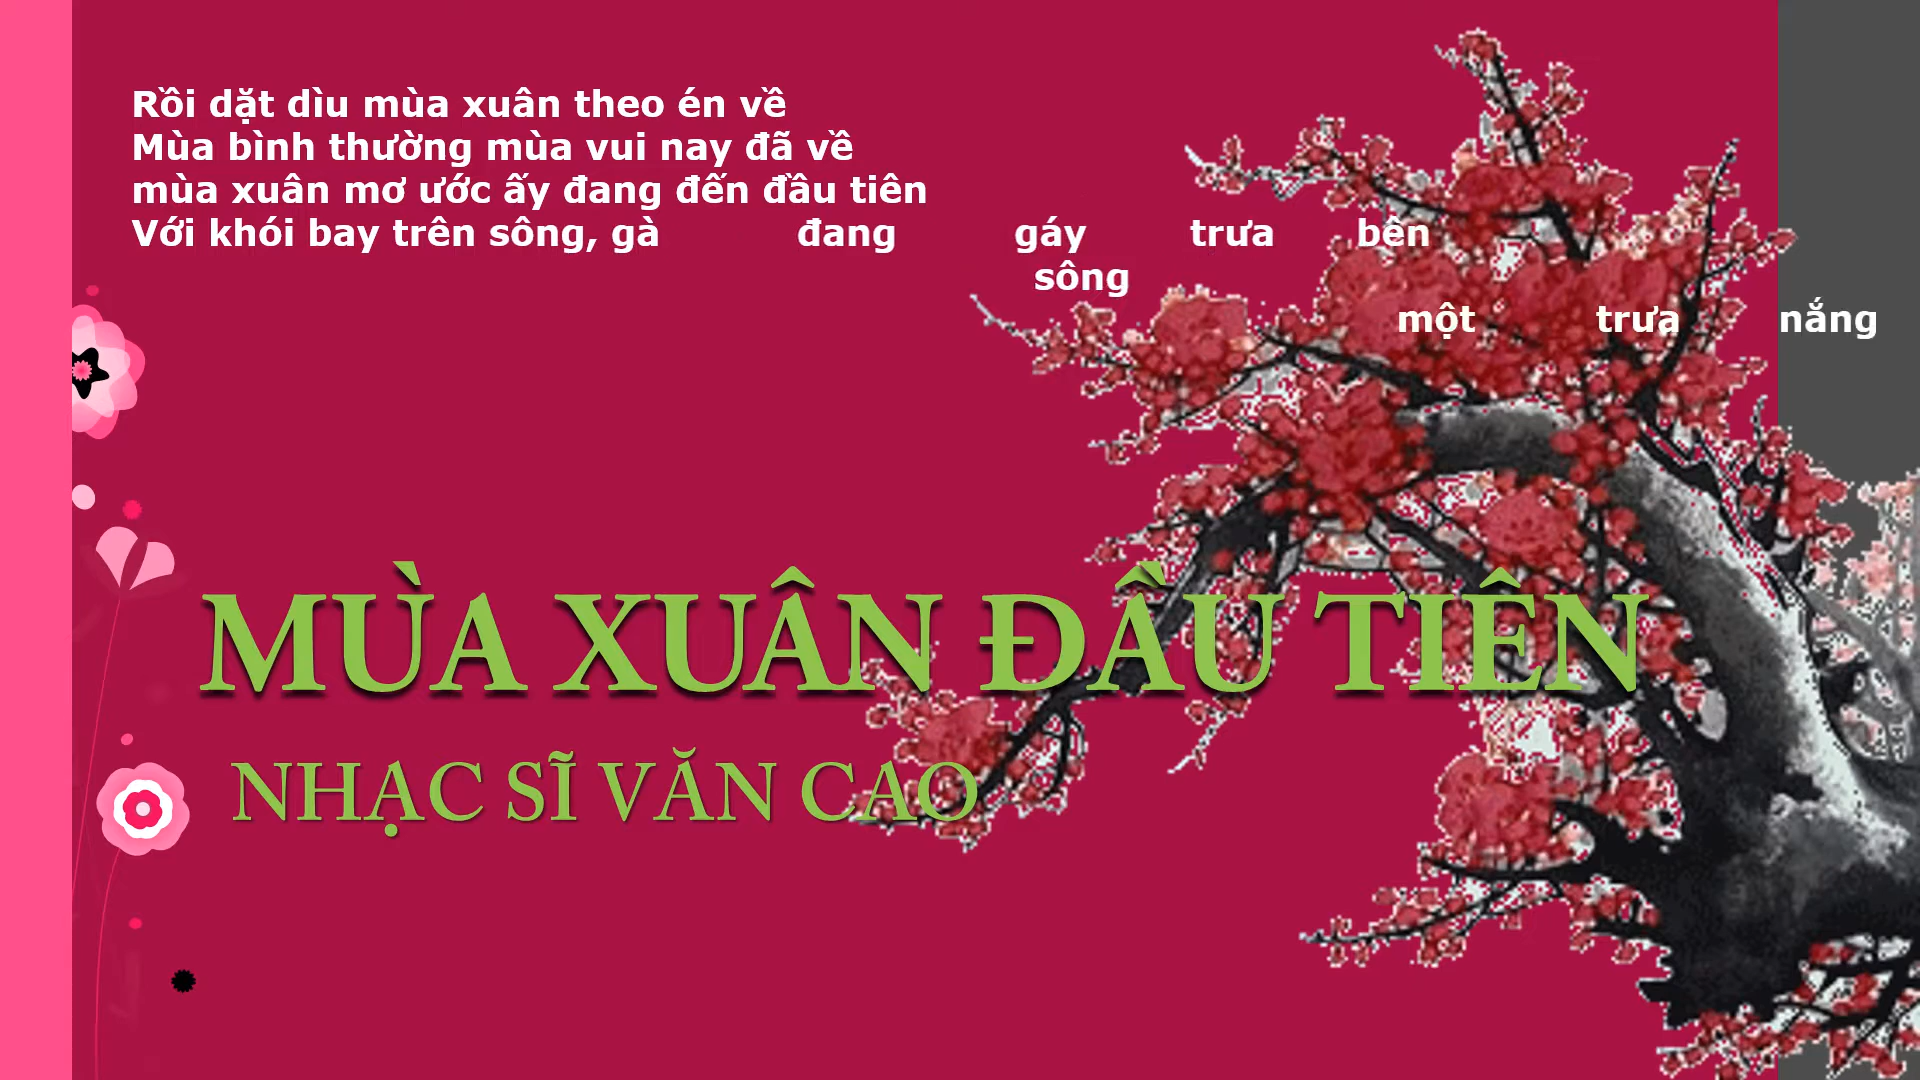 Rồi dặt dìu mùa xuân theo én về
Mùa bình thường mùa vui nay đã về
mùa xuân mơ ước ấy đang đến đầu tiên
Với khói bay trên sông, gà đang gáy trưa bên
sông
một trưa nắng
MÙA XUÂN ĐẦU TIÊN
NHẠC SĨ VĂN CAO